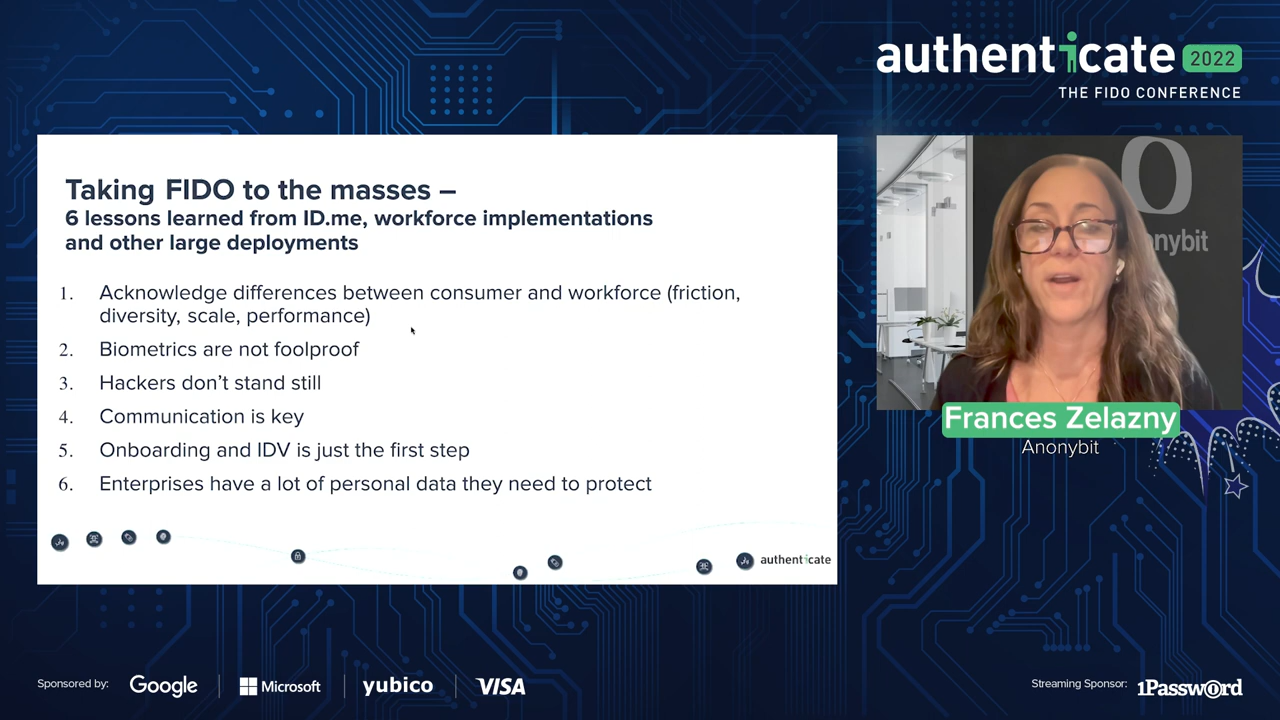 authenticate 2022
THE FIDO CONFERENCE
Taking FIDO to the masses –
6 lessons learned from ID.me, workforce implementations
and other large deployments
1. Acknowledge differences between consumer and workforce (friction,
diversity, scale, performance)
2. Biometrics are not foolproof
3. Hackers don’t stand still
4. Communication is key
5. Onboarding and IDV is just the first step
6. Enterprises have a lot of personal data they need to protect
authenticate
nybit
Frances Zelazny
Anonybit
Sponsored by: Google Microsoft yubico VISA
Streaming Sponsor: 1Password